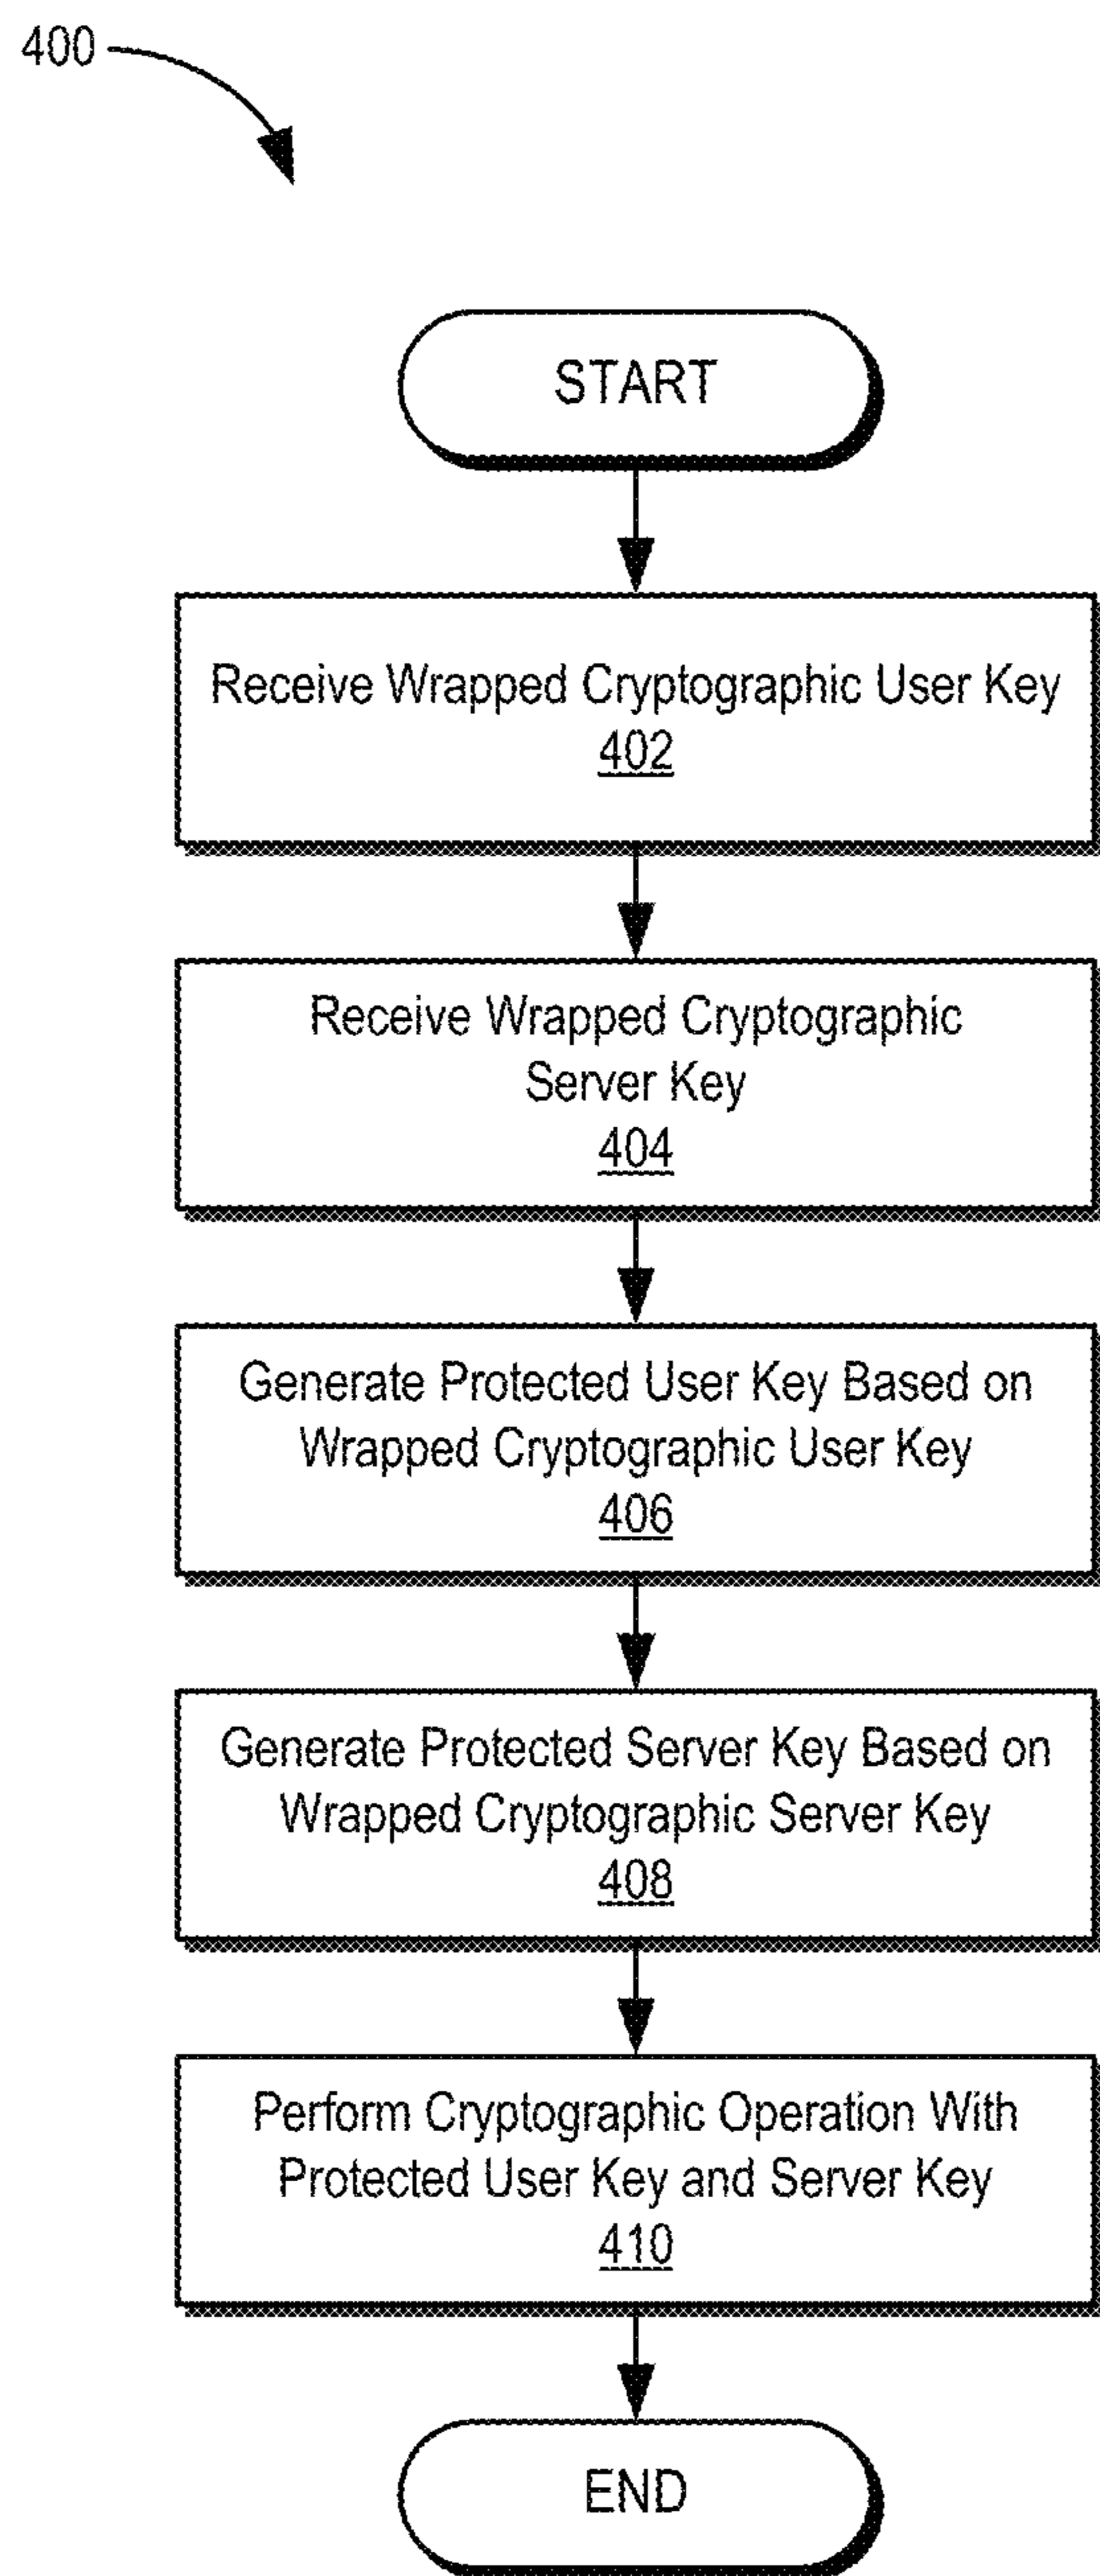 400
START
Receive Wrapped Cryptographic User Key
402
Receive Wrapped Cryptographic
Server Key
404
Generate Protected User Key Based on
Wrapped Cryptographic User Key
406
Generate Protected Server Key Based on
Wrapped Cryptographic Server Key
408
Perform Cryptographic Operation With
Protected User Key and Server Key
410
END